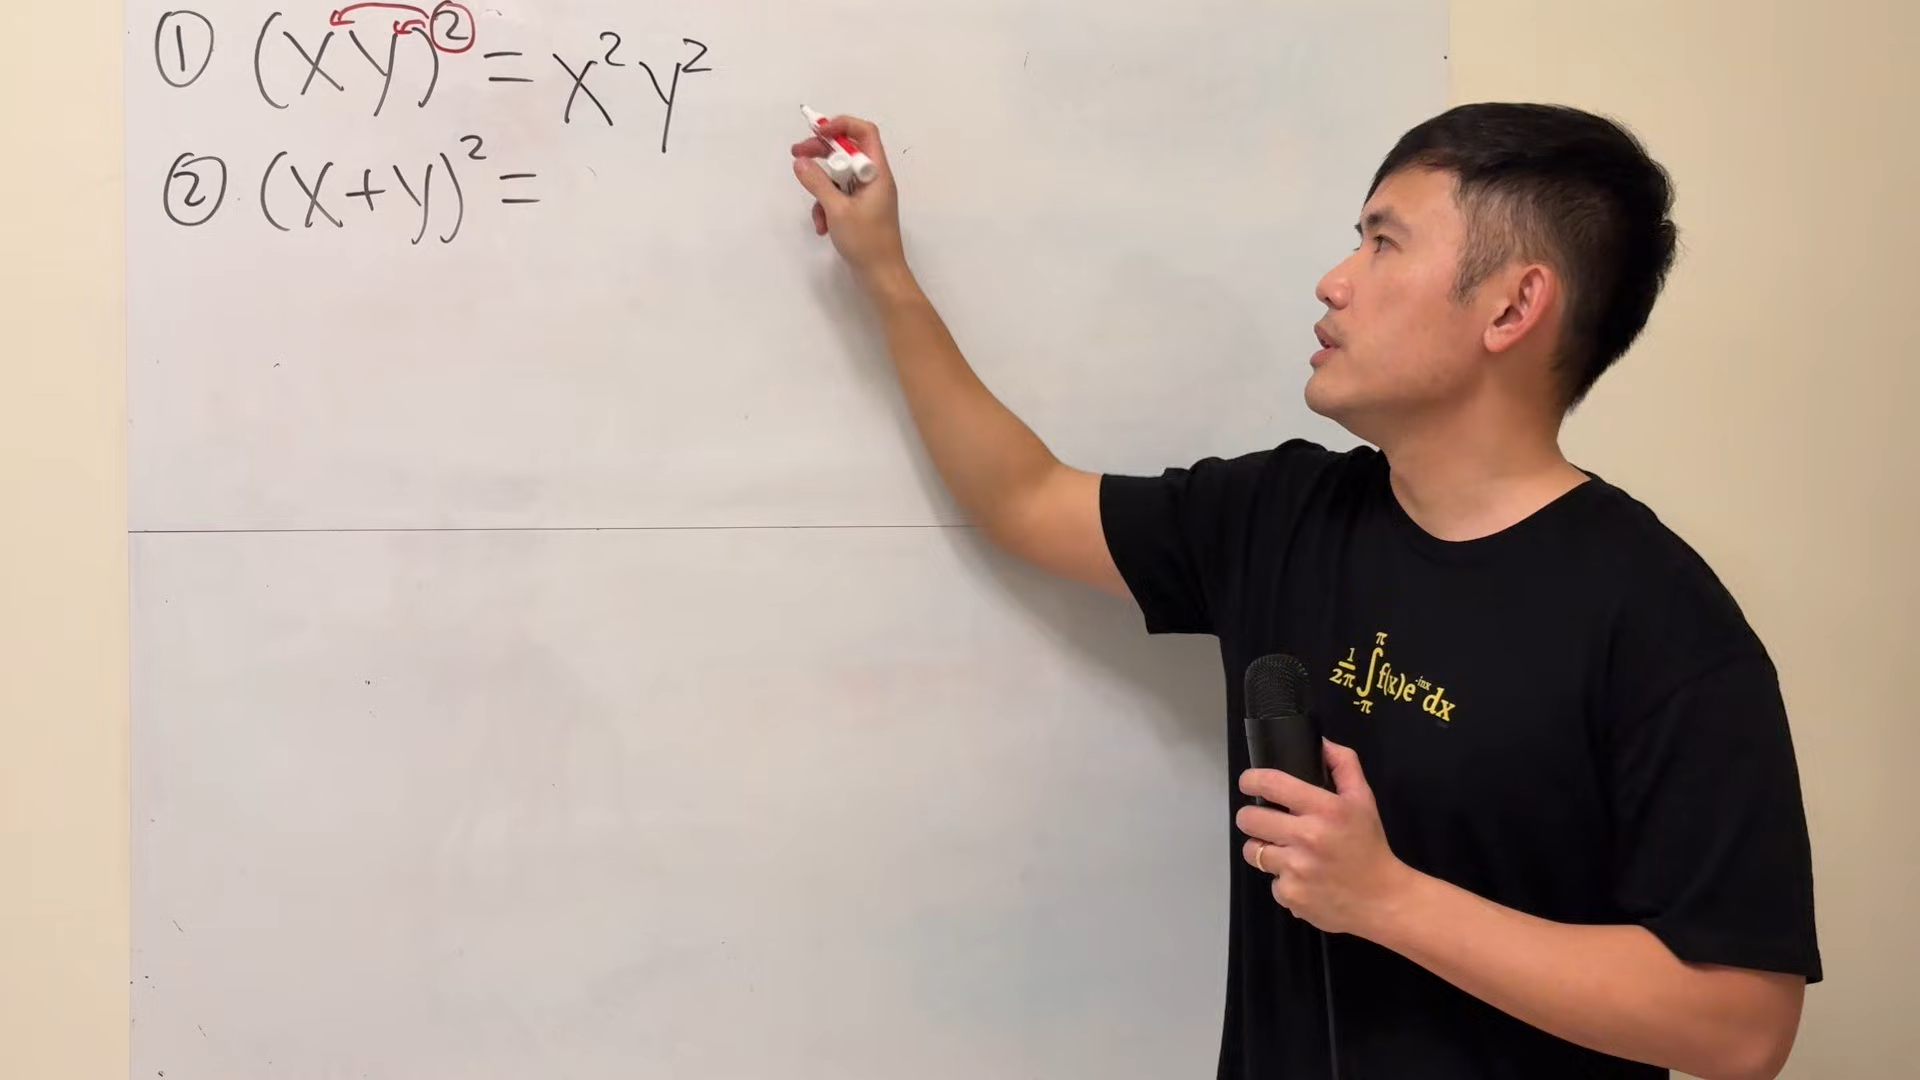 ① (xy)² = x²y²
② (x+y)² =
1/2π ∫_{-π}^{π} f(x)e^{-inx}dx